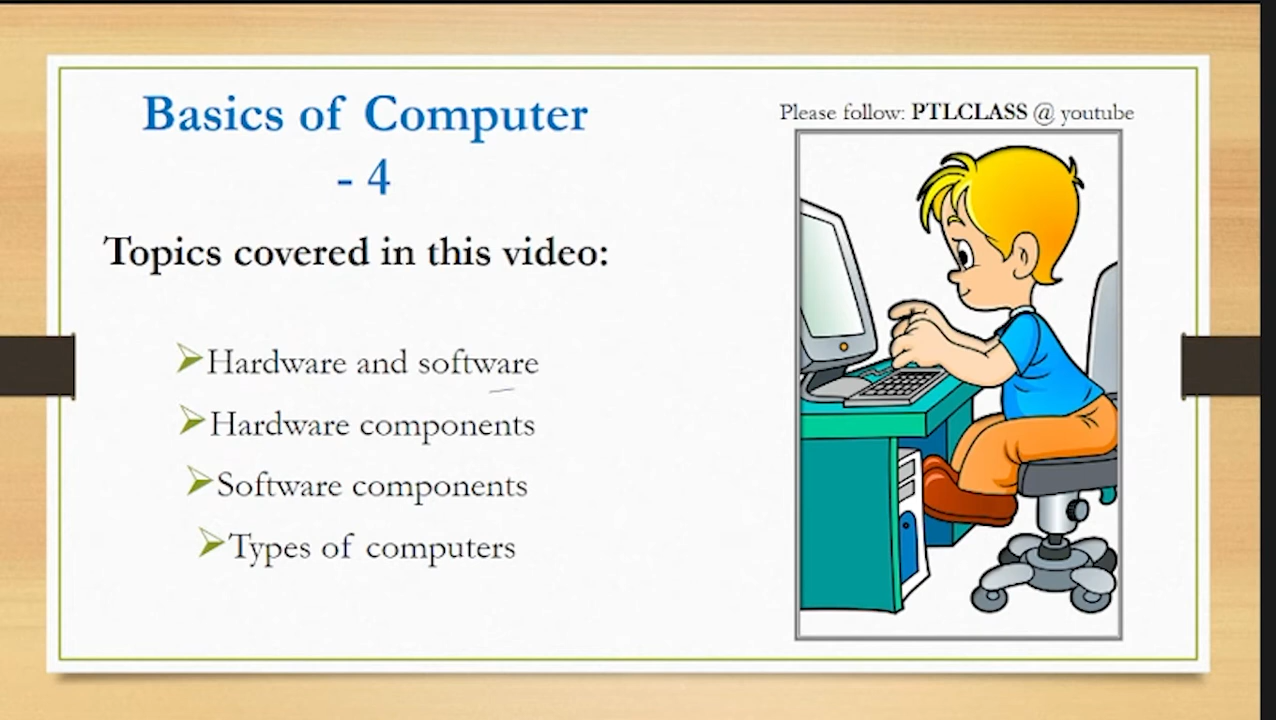 Basics of Computer
- 4
Please follow: PTLCLASS @ youtube
Topics covered in this video:
Hardware and software
Hardware components
Software components
Types of computers